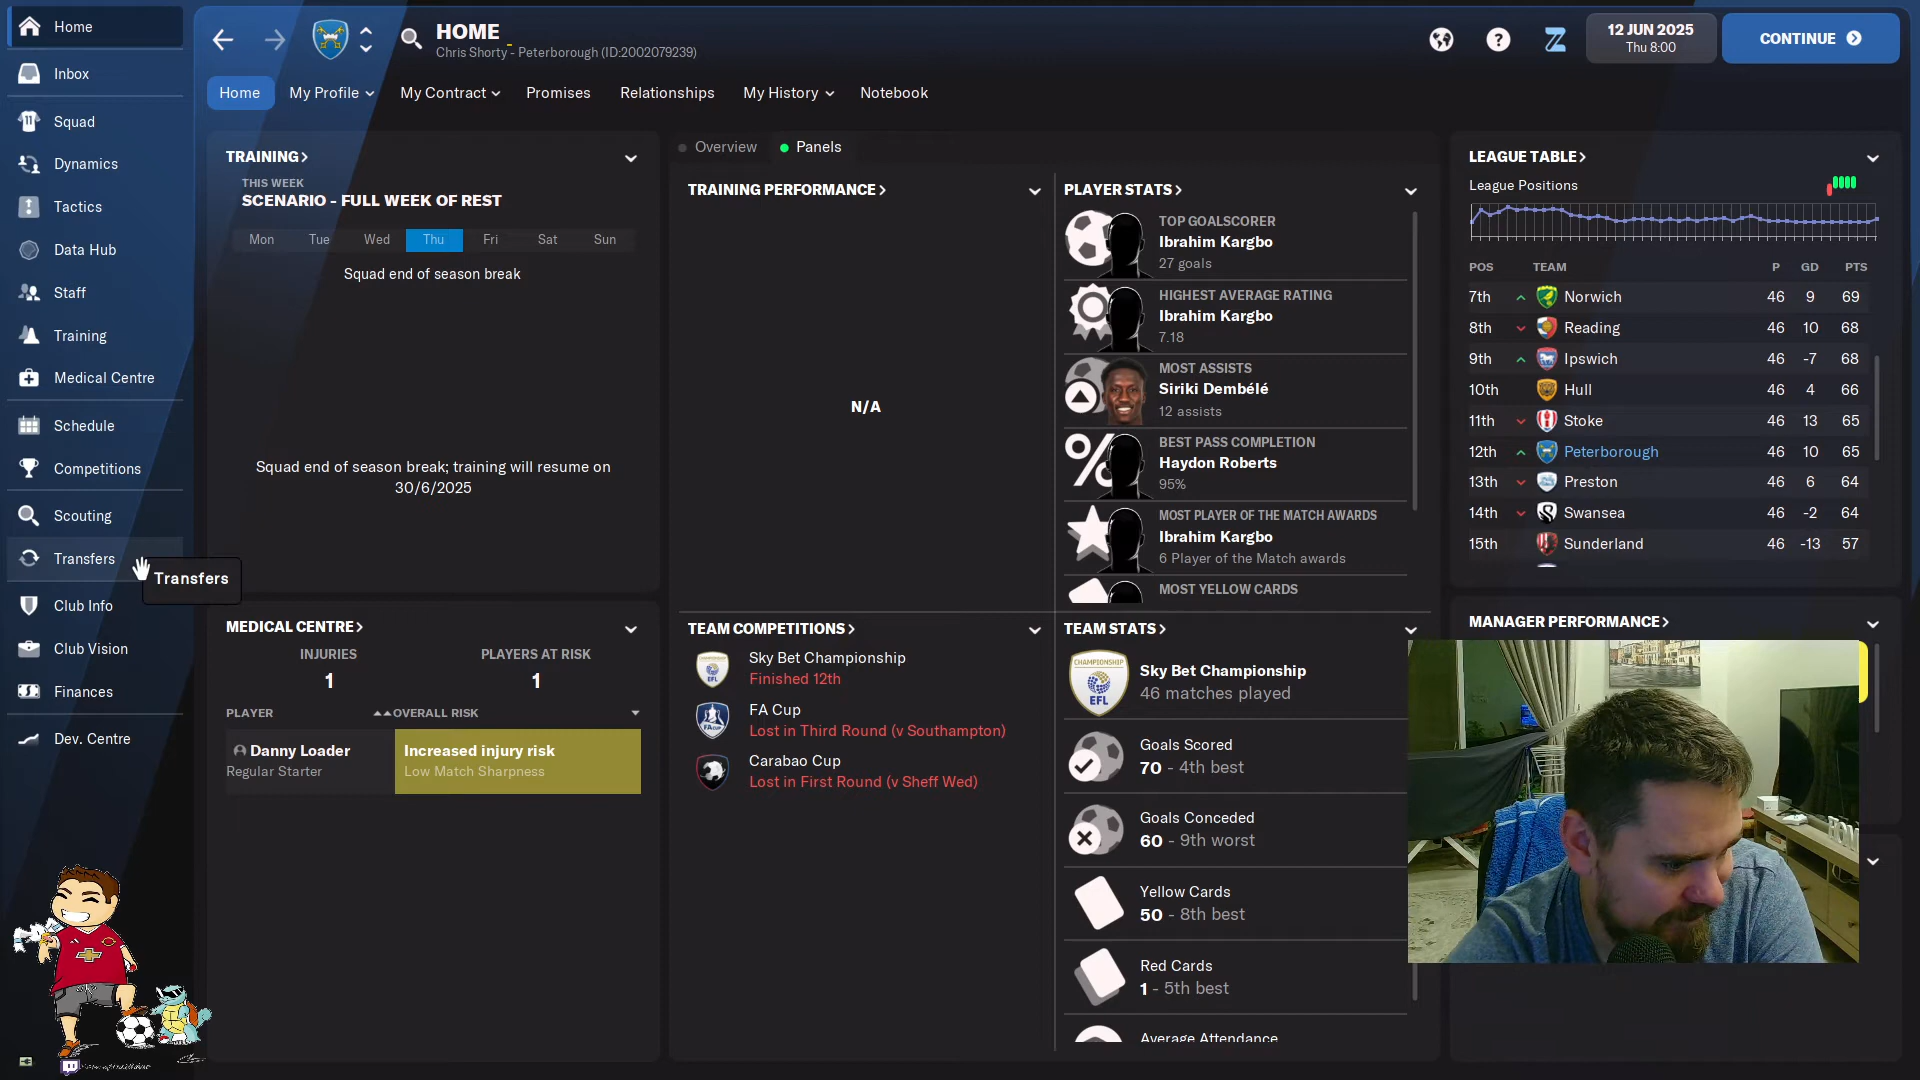 Home
Inbox
Squad
Dynamics
Tactics
Data Hub
Staff
Training
Medical Centre
Schedule
Competitions
Scouting
Transfers
Transfers
Club Info
Club Vision
Finances
Dev. Centre
HOME
Chris Shorty - Peterborough (ID:2002079239)
12 JUN 2025
Thu 8:00
CONTINUE
Home My Profile My Contract Promises Relationships My History Notebook
TRAINING
THIS WEEK
SCENARIO - FULL WEEK OF REST
Mon Tue Wed Thu Fri Sat Sun
Squad end of season break
Squad end of season break; training will resume on
30/6/2025
MEDICAL CENTRE
INJURIES PLAYERS AT RISK
1 1
PLAYER OVERALL RISK
Danny Loader Increased injury risk
Regular Starter Low Match Sharpness
Overview Panels
TRAINING PERFORMANCE
N/A
PLAYER STATS
TOP GOALSCORER
Ibrahim Kargbo
27 goals
HIGHEST AVERAGE RATING
Ibrahim Kargbo
7.18
MOST ASSISTS
Siriki Dembélé
12 assists
BEST PASS COMPLETION
Haydon Roberts
95%
MOST PLAYER OF THE MATCH AWARDS
Ibrahim Kargbo
6 Player of the Match awards
MOST YELLOW CARDS
TEAM COMPETITIONS
Sky Bet Championship
Finished 12th
FA Cup
Lost in Third Round (v Southampton)
Carabao Cup
Lost in First Round (v Sheff Wed)
TEAM STATS
CHAMPIONSHIP
EFL
Sky Bet Championship
46 matches played
Goals Scored
70 - 4th best
Goals Conceded
60 - 9th worst
Yellow Cards
50 - 8th best
Red Cards
1 - 5th best
Average Attendance
LEAGUE TABLE
League Positions
POS TEAM P GD PTS
7th Norwich 46 9 69
8th Reading 46 10 68
9th Ipswich 46 -7 68
10th Hull 46 4 66
11th Stoke 46 13 65
12th Peterborough 46 10 65
13th Preston 46 6 64
14th Swansea 46 -2 64
15th Sunderland 46 -13 57
MANAGER PERFORMANCE